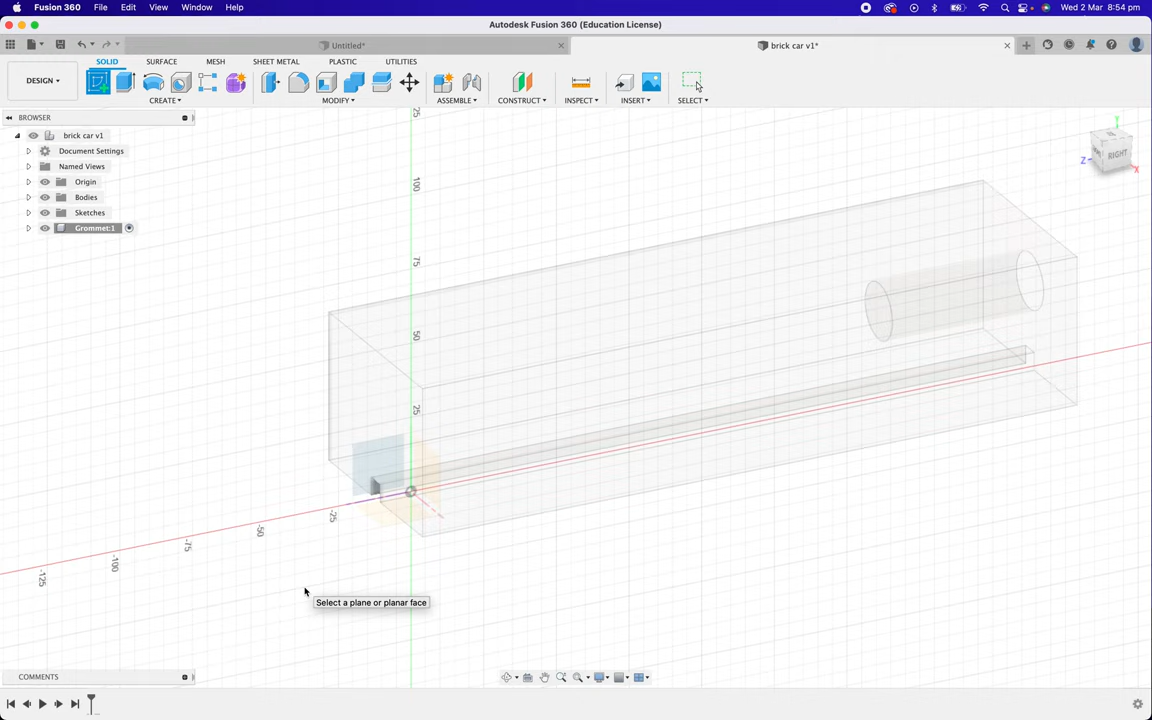 Fusion 360 File Edit View Window Help Wed 2 Mar 8:54 pm
Autodesk Fusion 360 (Education License)
Untitled* brick car v1*
SOLID SURFACE MESH SHEET METAL PLASTIC UTILITIES
DESIGN
CREATE MODIFY ASSEMBLE CONSTRUCT INSPECT INSERT SELECT
BROWSER
brick car v1
Document Settings
Named Views
Origin
Bodies
Sketches
Grommet:1
25
100
75
50
25
-25
-50
-75
-100
-125
Y
RIGHT
Z
X
Select a plane or planar face
COMMENTS